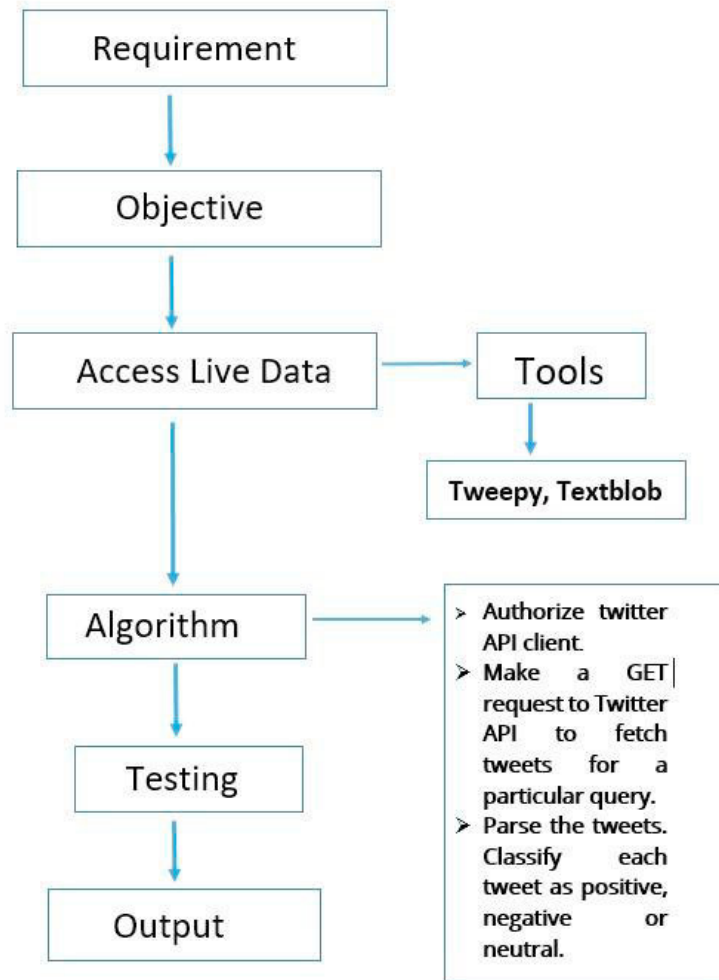 Requirement
Objective
Access Live Data
Tools
Tweepy, Textblob
Algorithm
➢ Authorize twitter
API client.
➢ Make a GET
request to Twitter
API to fetch
tweets for a
particular query.
➢ Parse the tweets.
Classify each
tweet as positive,
negative or
neutral.
Testing
Output